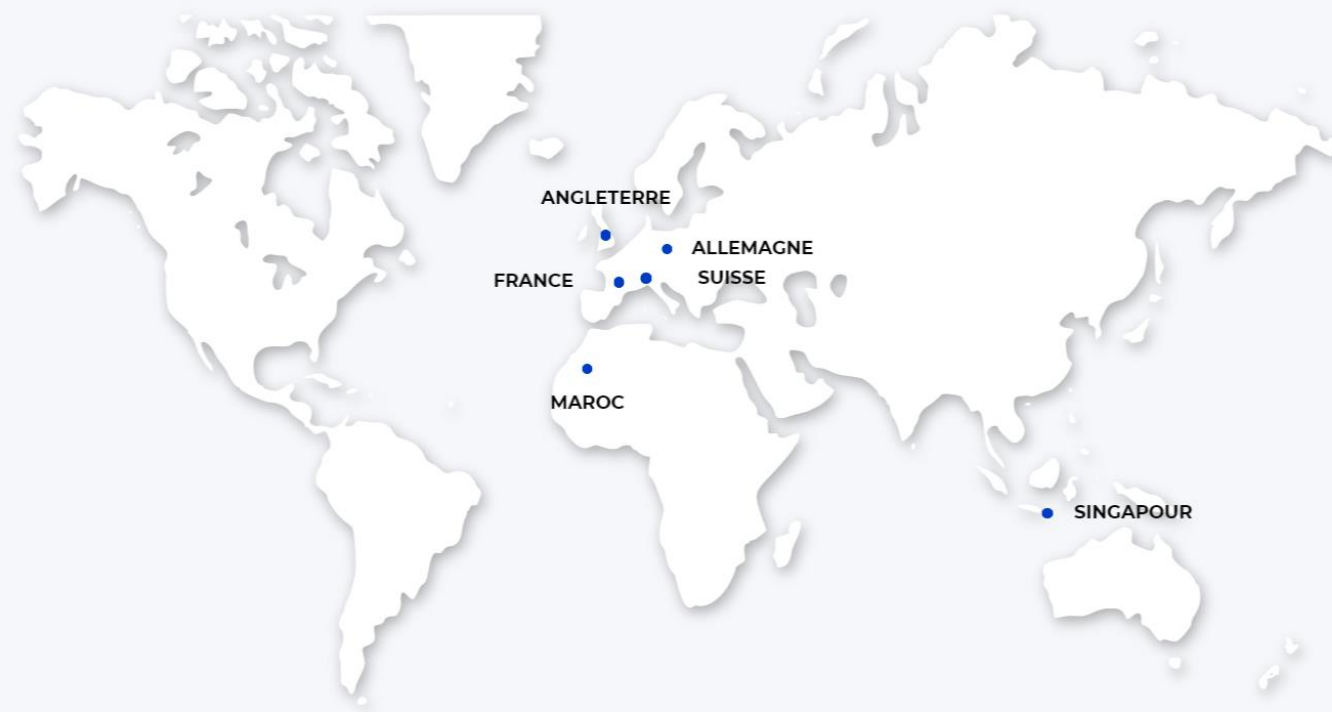 ANGLETERRE
ALLEMAGNE
SUISSE
FRANCE
MAROC
SINGAPOUR